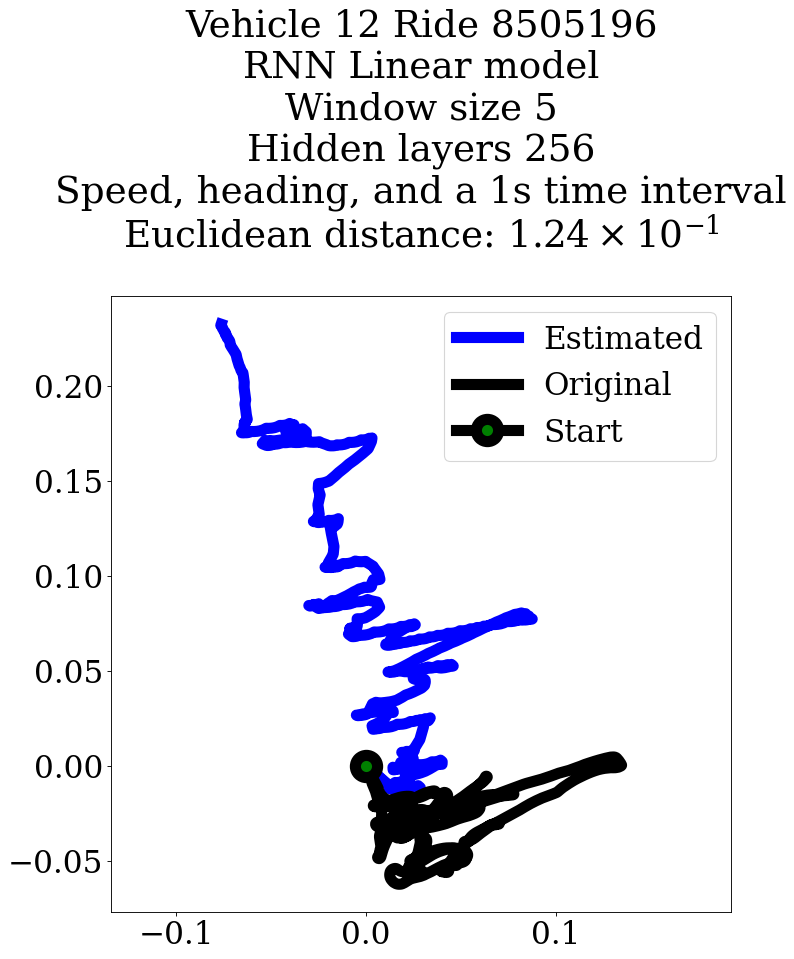 Vehicle 12 Ride 8505196
RNN Linear model
Window size 5
Hidden layers 256
Speed, heading, and a 1s time interval
Euclidean distance: 1.24 × 10⁻¹
Estimated
Original
Start
0.20
0.15
0.10
0.05
0.00
−0.05
−0.1 0.0 0.1